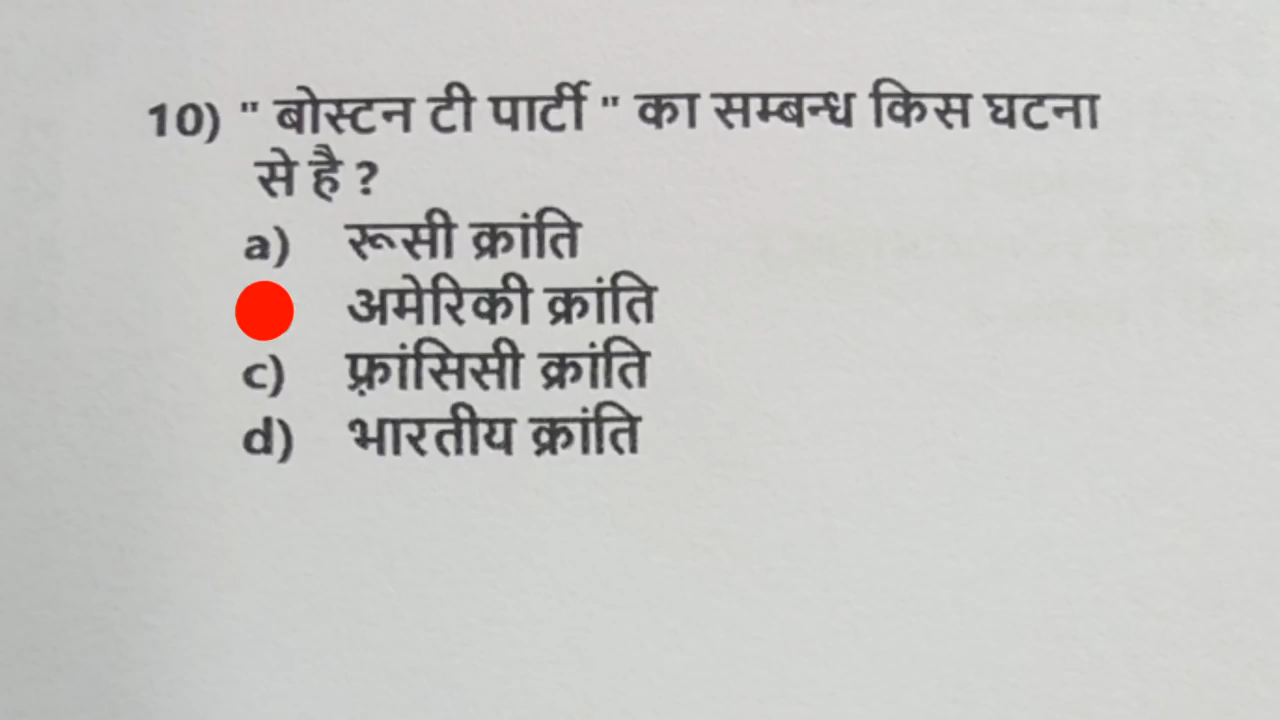 10) " बोस्टन टी पार्टी " का सम्बन्ध किस घटना
से है ?
a) रूसी क्रांति
अमेरिकी क्रांति
c) फ़्रांसिसी क्रांति
d) भारतीय क्रांति